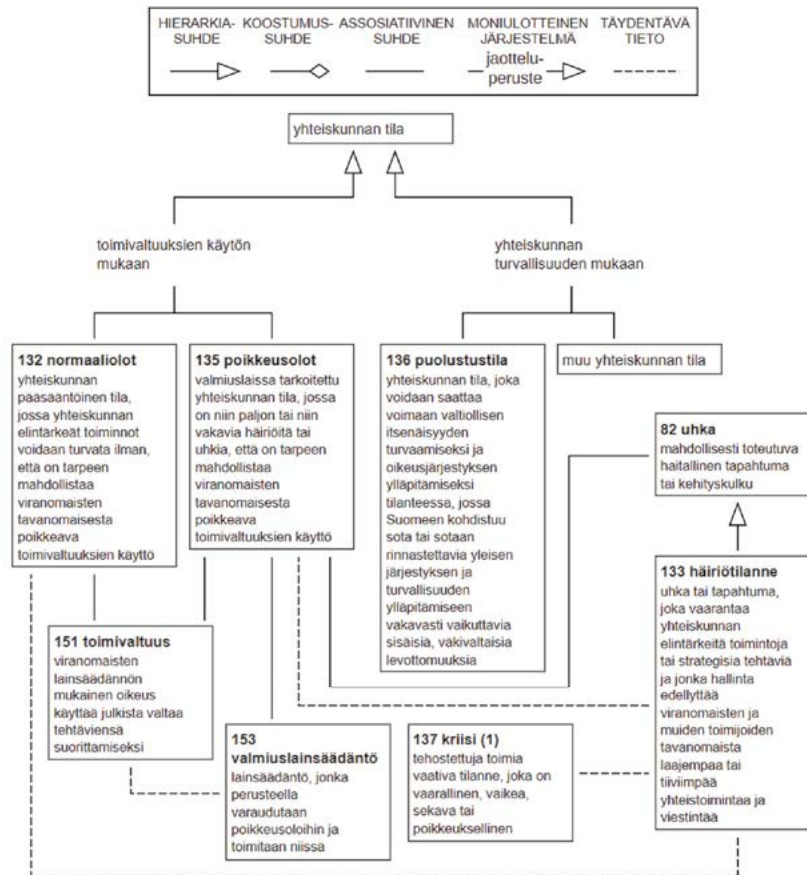 HIERARKIA-
SUHDE
KOOSTUMUS-
SUHDE
ASSOSIATIIVINEN
SUHDE
MONIULOTTEINEN
JÄRJESTELMÄ
jaottelu-
peruste
TÄYDENTÄVÄ
TIETO
yhteiskunnan tila
toimivaltuuksien käytön
mukaan
yhteiskunnan
turvallisuuden mukaan
132 normaaliolot
yhteiskunnan
pääsääntöinen tila,
jossa yhteiskunnan
elintärkeät toiminnot
voidaan turvata ilman,
että on tarpeen
mahdollistaa
viranomaisten
tavanomaisesta
poikkeava
toimivaltuuksien käyttö
135 poikkeusolot
valmiuslaissa tarkoitettu
yhteiskunnan tila, jossa
on niin paljon tai niin
vakavia häiriöitä tai
uhkia, että on tarpeen
mahdollistaa
viranomaisten
tavanomaisesta
poikkeava
toimivaltuuksien käyttö
136 puolustustila
yhteiskunnan tila, joka
voidaan saattaa
voimaan valtiollisen
itsenäisyyden
turvaamiseksi ja
oikeusjärjestyksen
ylläpitämiseksi
tilanteessa, jossa
Suomeen kohdistuu
sota tai sotaan
rinnastettavia yleisen
järjestyksen ja
turvallisuuden
ylläpitämiseen
vakavasti vaikuttavia
sisäisiä, väkivaltaisia
levottomuuksia
muu yhteiskunnan tila
82 uhka
mahdollisesti toteutuva
haitallinen tapahtuma
tai kehityskulku
133 häiriötilanne
uhka tai tapahtuma,
joka vaarantaa
yhteiskunnan
elintärkeitä toimintoja
tai strategisia tehtäviä
ja jonka hallinta
edellyttää
viranomaisten ja
muiden toimijoiden
tavanomaista
laajempaa tai
tiiviimpää
yhteistoimintaa ja
viestintää
151 toimivaltuus
viranomaisten
lainsäädännön
mukainen oikeus
käyttää julkista valtaa
tehtäviensä
suorittamiseksi
153
valmiuslainsäädäntö
lainsäädäntö, jonka
perusteella
varaudutaan
poikkeusoloihin ja
toimitaan niissä
137 kriisi (1)
tehostettuja toimia
vaativa tilanne, joka on
vaarallinen, vaikea,
sekava tai
poikkeuksellinen